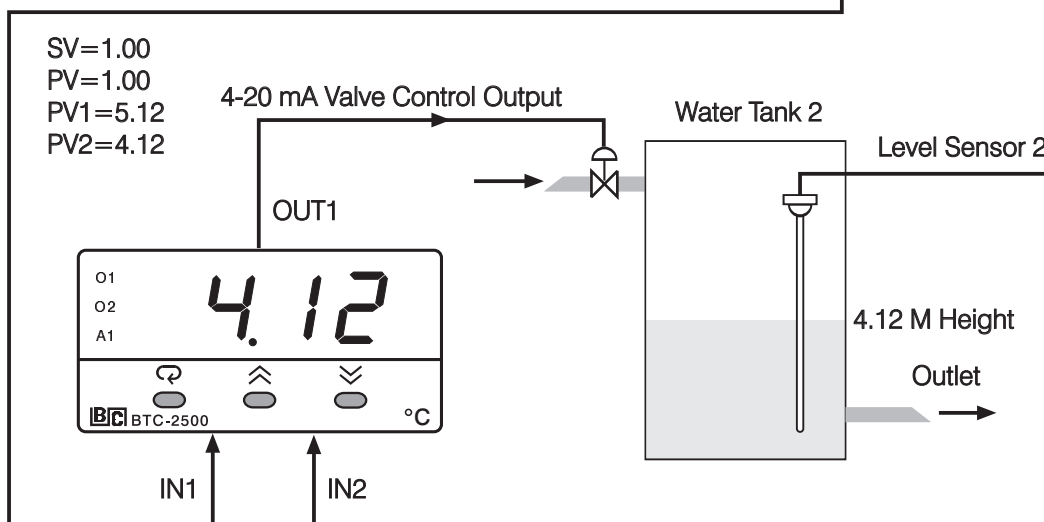 SV=1.00
PV=1.00
PV1=5.12
PV2=4.12
4-20 mA Valve Control Output
Water Tank 2
Level Sensor 2
OUT1
O1
O2
A1
4.12
4.12 M Height
Outlet
BC BTC-2500
°C
IN1
IN2